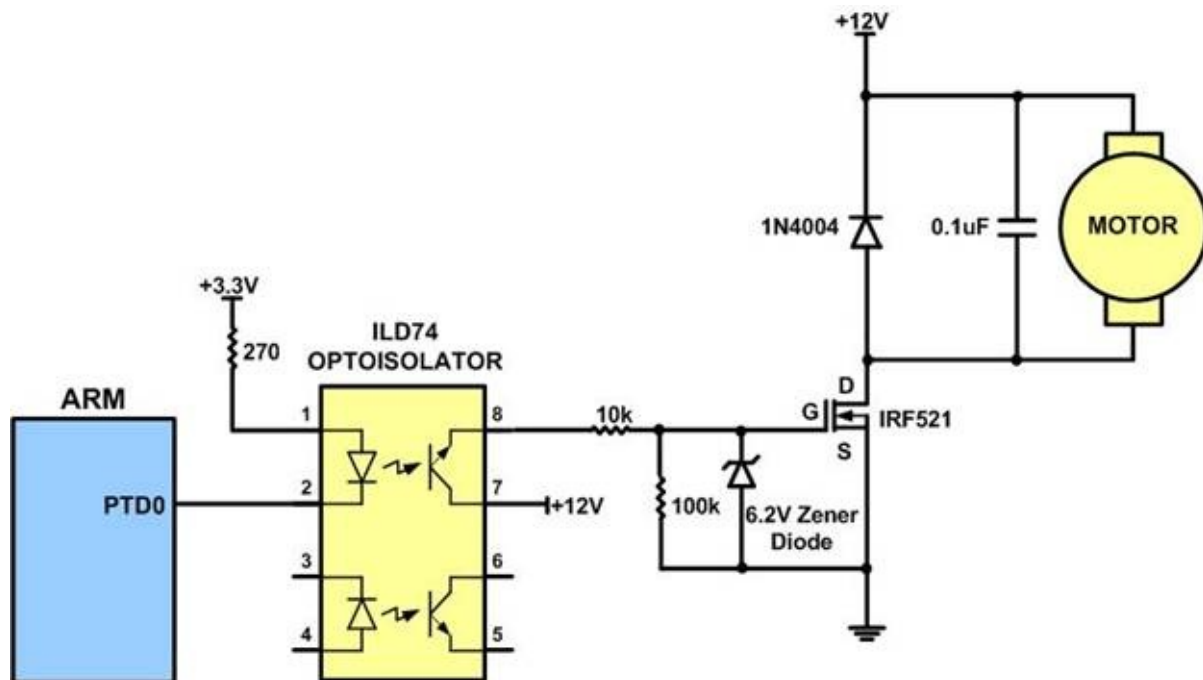 +12V
1N4004
0.1uF
MOTOR
+3.3V
270
ILD74
OPTOISOLATOR
ARM
PTD0
1
2
3
4
8
7
6
5
+12V
10k
100k
6.2V Zener
Diode
D
G
S
IRF521